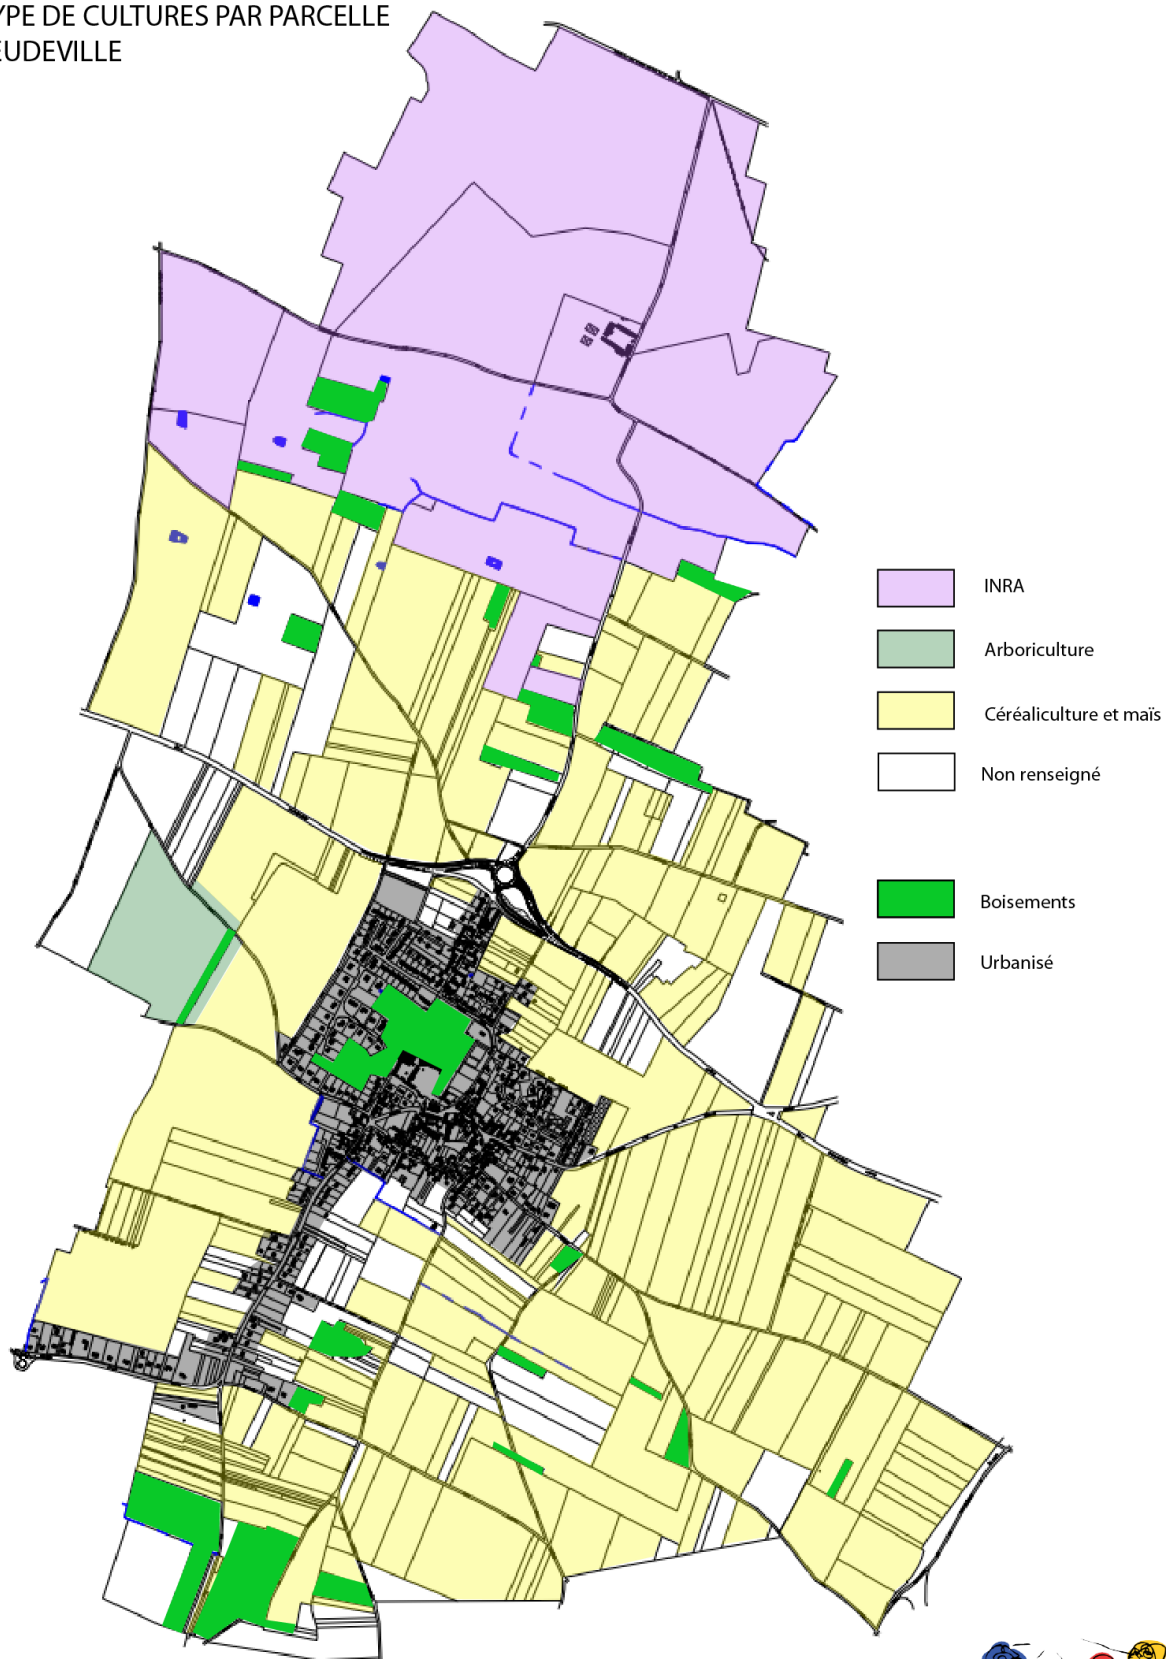 YPE DE CULTURES PAR PARCELLE
EUDEVILLE
INRA
Arboriculture
Céréaliculture et maïs
Non renseigné
Boisements
Urbanisé